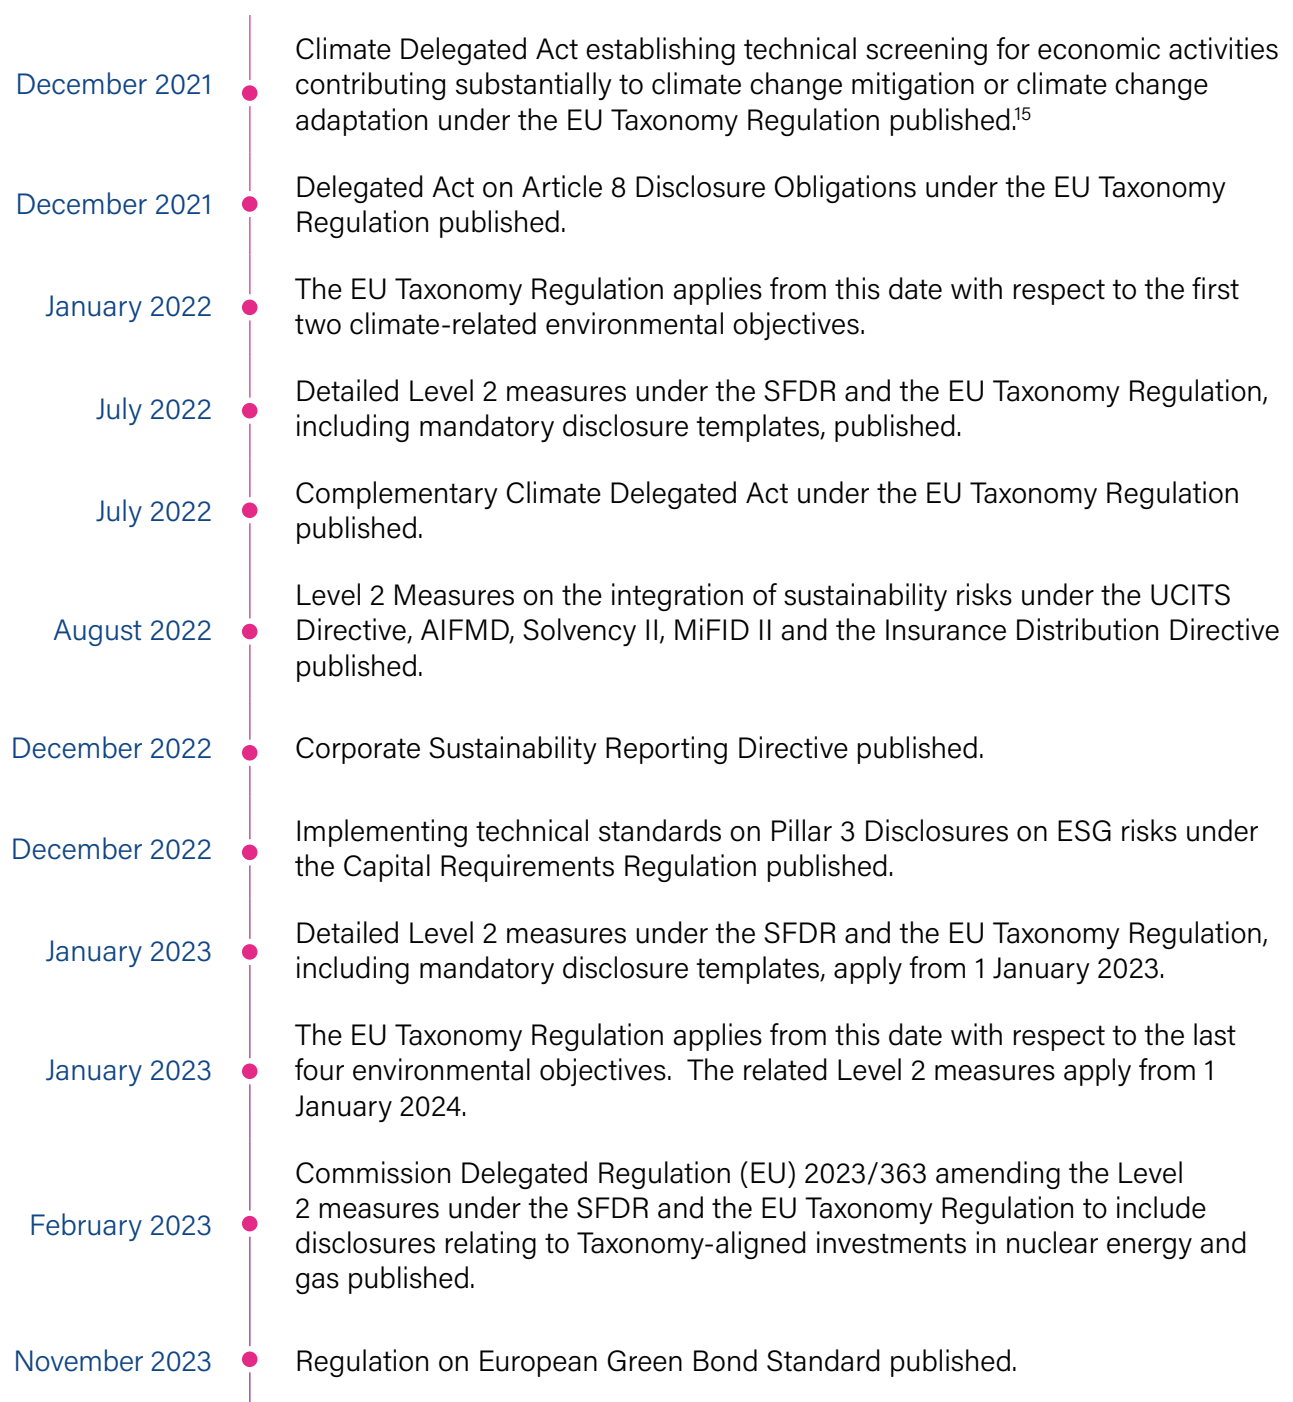 December 2021
Climate Delegated Act establishing technical screening for economic activities
contributing substantially to climate change mitigation or climate change
adaptation under the EU Taxonomy Regulation published.15
December 2021
Delegated Act on Article 8 Disclosure Obligations under the EU Taxonomy
Regulation published.
January 2022
The EU Taxonomy Regulation applies from this date with respect to the first
two climate-related environmental objectives.
July 2022
Detailed Level 2 measures under the SFDR and the EU Taxonomy Regulation,
including mandatory disclosure templates, published.
July 2022
Complementary Climate Delegated Act under the EU Taxonomy Regulation
published.
August 2022
Level 2 Measures on the integration of sustainability risks under the UCITS
Directive, AIFMD, Solvency II, MiFID II and the Insurance Distribution Directive
published.
December 2022
Corporate Sustainability Reporting Directive published.
December 2022
Implementing technical standards on Pillar 3 Disclosures on ESG risks under
the Capital Requirements Regulation published.
January 2023
Detailed Level 2 measures under the SFDR and the EU Taxonomy Regulation,
including mandatory disclosure templates, apply from 1 January 2023.
January 2023
The EU Taxonomy Regulation applies from this date with respect to the last
four environmental objectives.  The related Level 2 measures apply from 1
January 2024.
February 2023
Commission Delegated Regulation (EU) 2023/363 amending the Level
2 measures under the SFDR and the EU Taxonomy Regulation to include
disclosures relating to Taxonomy-aligned investments in nuclear energy and
gas published.
November 2023
Regulation on European Green Bond Standard published.